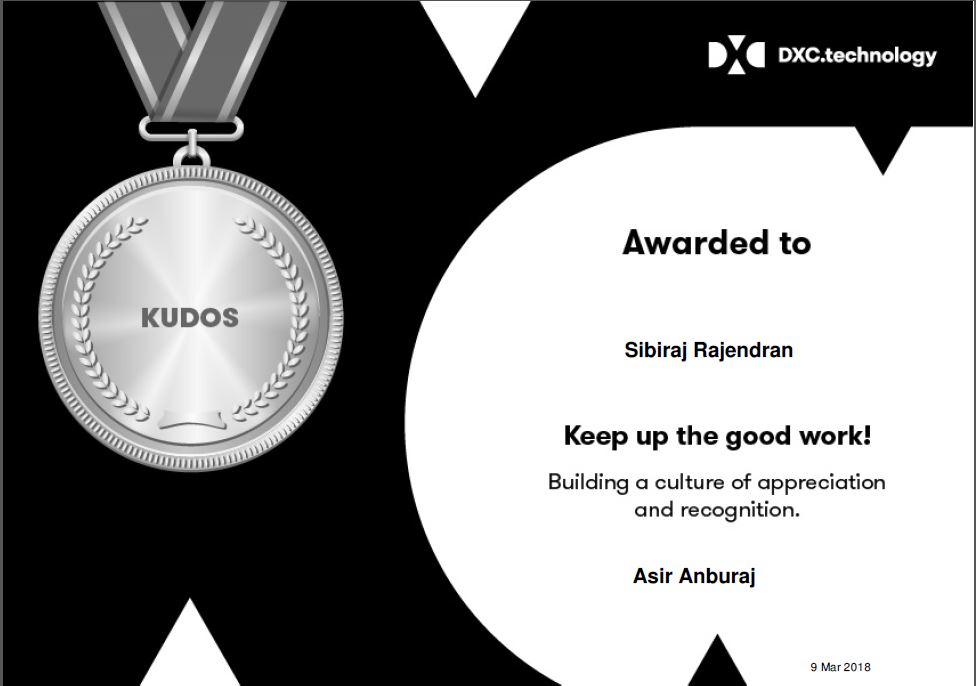 DXC.technology
KUDOS
Awarded to
Sibiraj Rajendran
Keep up the good work!
Building a culture of appreciation
and recognition.
Asir Anburaj
9 Mar 2018